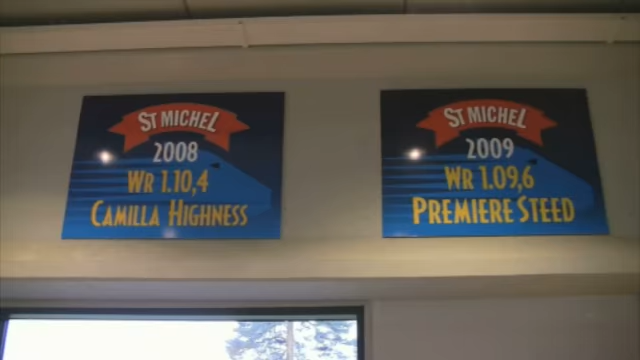 ST MICHEL
2008
WR 1.10,4
CAMILLA HIGHNESS
ST MICHEL
2009
WR 1.09,6
PREMIERE STEED